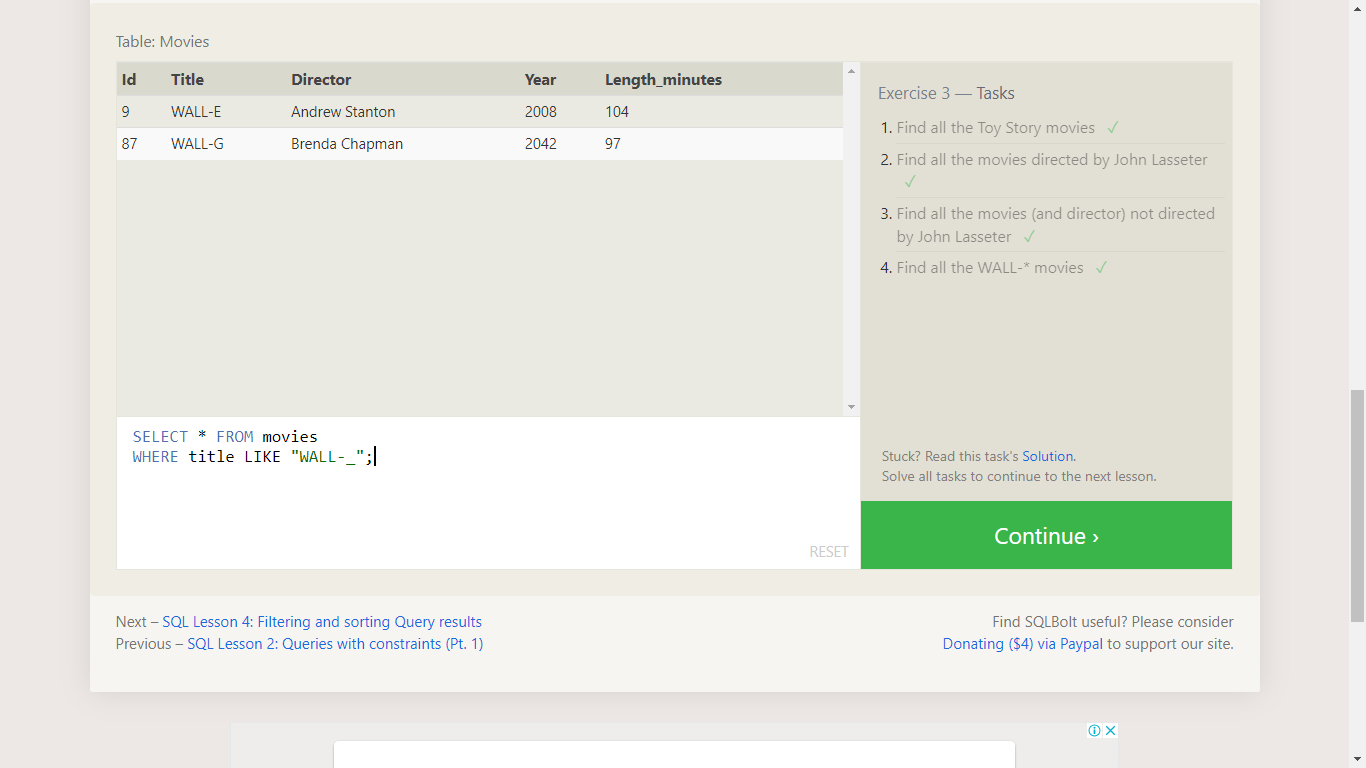 Table: Movies
Id Title Director Year Length_minutes
9 WALL-E Andrew Stanton 2008 104
87 WALL-G Brenda Chapman 2042 97
SELECT * FROM movies
WHERE title LIKE "WALL-_";
RESET
Exercise 3 — Tasks
1. Find all the Toy Story movies ✓
2. Find all the movies directed by John Lasseter
✓
3. Find all the movies (and director) not directed
by John Lasseter ✓
4. Find all the WALL-* movies ✓
Stuck? Read this task's Solution.
Solve all tasks to continue to the next lesson.
Continue ›
Next – SQL Lesson 4: Filtering and sorting Query results
Previous – SQL Lesson 2: Queries with constraints (Pt. 1)
Find SQLBolt useful? Please consider
Donating ($4) via Paypal to support our site.